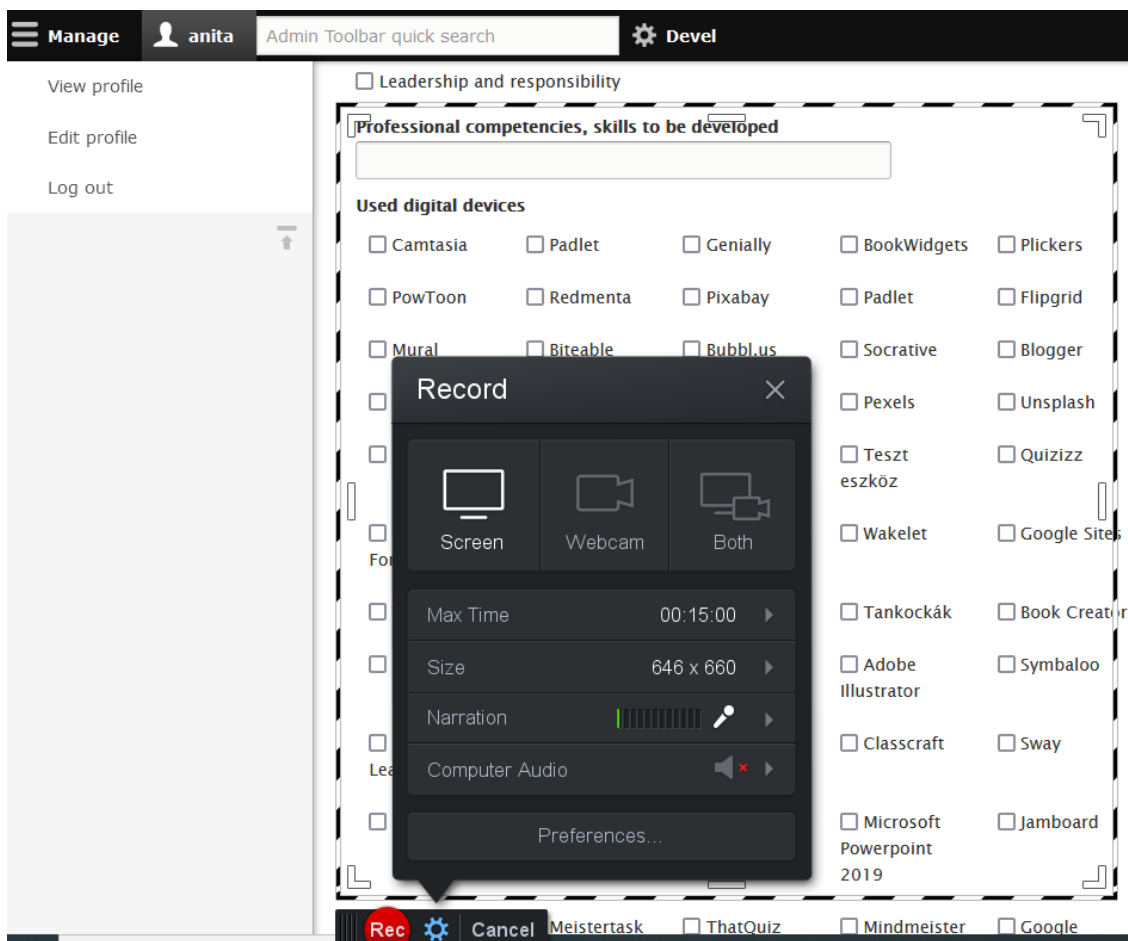 Manage anita Admin Toolbar quick search Devel
View profile
Edit profile
Log out
Leadership and responsibility
Professional competencies, skills to be developed
Used digital devices
Camtasia Padlet Genially BookWidgets Plickers
PowToon Redmenta Pixabay Padlet Flipgrid
Mural Biteable Bubbl.us Socrative Blogger
Pexels Unsplash
Teszt Quizizz
eszköz
Wakelet Google Sites
For
Tankockák Book Creator
Adobe Symbaloo
Illustrator
Classcraft Sway
Lea
Microsoft Jamboard
Powerpoint
2019
Meistertask ThatQuiz Mindmeister Google
Record
Screen Webcam Both
Max Time 00:15:00
Size 646 x 660
Narration
Computer Audio
Preferences...
Rec Cancel